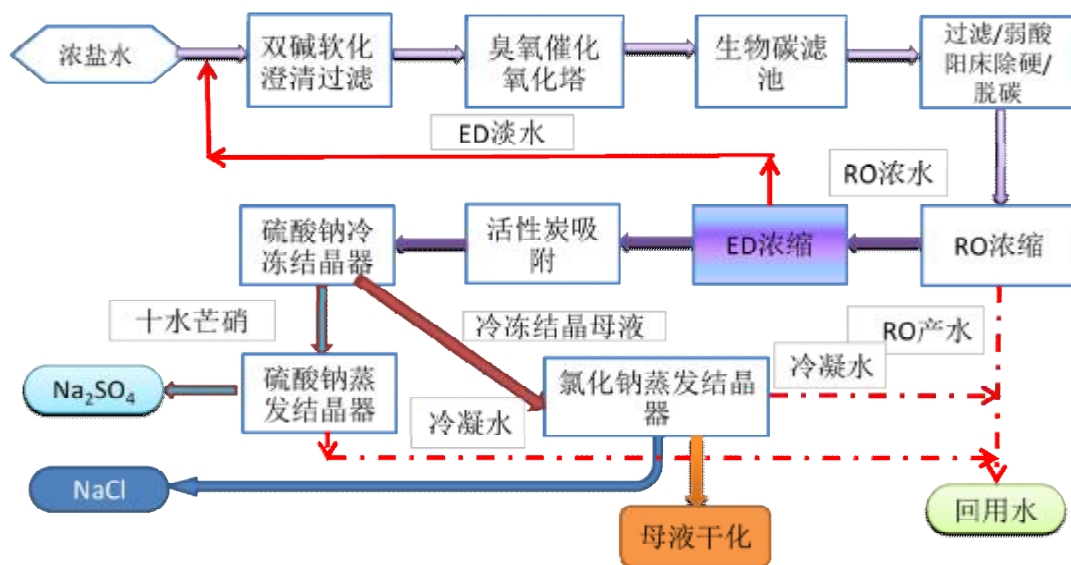 浓盐水
双碱软化
澄清过滤
臭氧催化
氧化塔
生物碳滤
池
过滤/弱酸
阳床除硬/
脱碳
ED淡水
RO浓水
硫酸钠冷
冻结晶器
活性炭吸
附
ED浓缩
RO浓缩
十水芒硝
冷冻结晶母液
RO产水
冷凝水
Na₂SO₄
硫酸钠蒸
发结晶器
冷凝水
氯化钠蒸发结晶
器
NaCl
母液干化
回用水